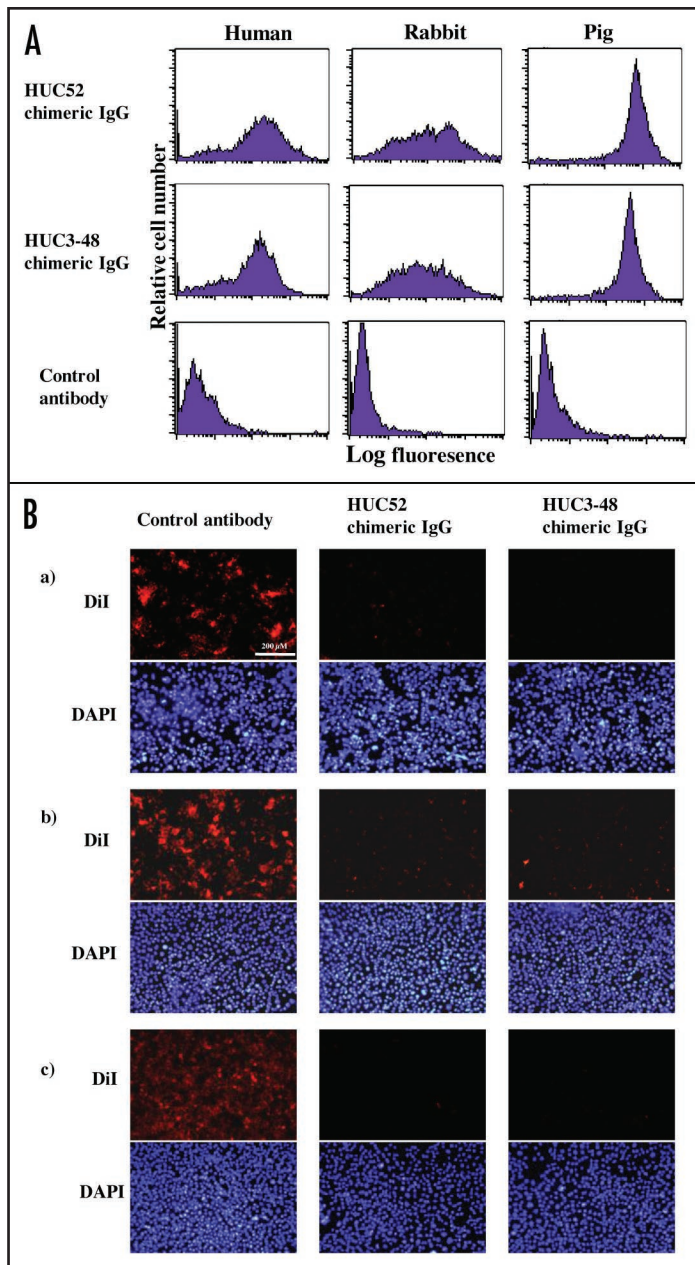 A
Human Rabbit Pig
HUC52
chimeric IgG
HUC3-48
chimeric IgG
Control
antibody
Relative cell number
Log fluoresence
B
Control antibody
HUC52
chimeric IgG
HUC3-48
chimeric IgG
a)
DiI
200 µM
DAPI
b)
DiI
DAPI
c)
DiI
DAPI